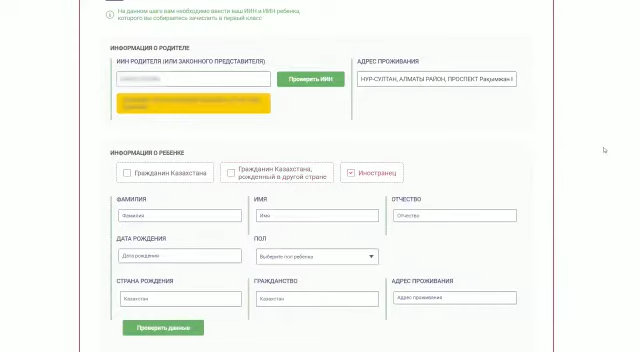 На данном шаге вам необходимо ввести ваш ИИН и ИИН ребенка,
которого вы собираетесь зачислить в первый класс
ИНФОРМАЦИЯ О РОДИТЕЛЕ
ИИН РОДИТЕЛЯ (ИЛИ ЗАКОННОГО ПРЕДСТАВИТЕЛЯ)
АДРЕС ПРОЖИВАНИЯ
Проверить ИИН
НУР-СУЛТАН, АЛМАТЫ РАЙОН, ПРОСПЕКТ Рақымжан
ИНФОРМАЦИЯ О РЕБЕНКЕ
Гражданин Казахстана
Гражданин Казахстана,
рожденный в другой стране
Иностранец
ФАМИЛИЯ
ИМЯ
ОТЧЕСТВО
Фамилия
Имя
Отчество
ДАТА РОЖДЕНИЯ
ПОЛ
Дата рождения
Выберите пол ребенка
СТРАНА РОЖДЕНИЯ
ГРАЖДАНСТВО
АДРЕС ПРОЖИВАНИЯ
Казахстан
Казахстан
Адрес проживания
Проверить данные